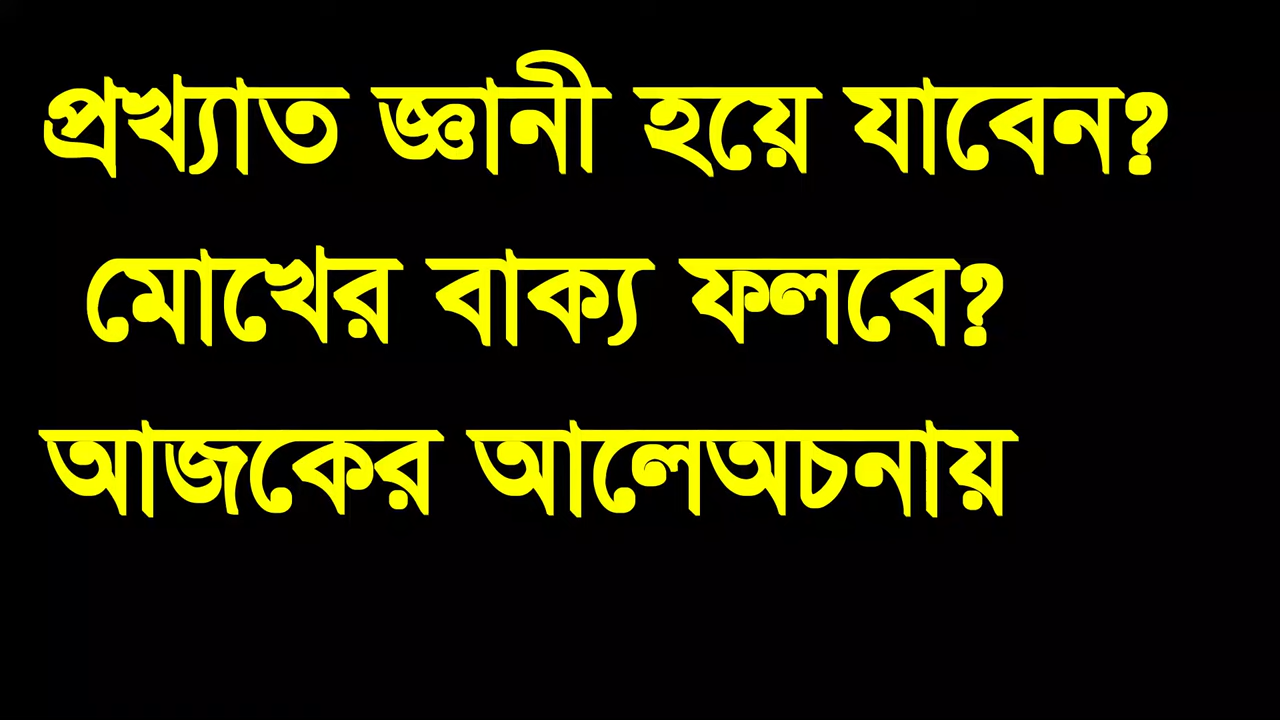 প্রখ্যাত জ্ঞানী হয়ে যাবেন?
মোখের বাক্য ফলবে?
আজকের আলেঅচনায়